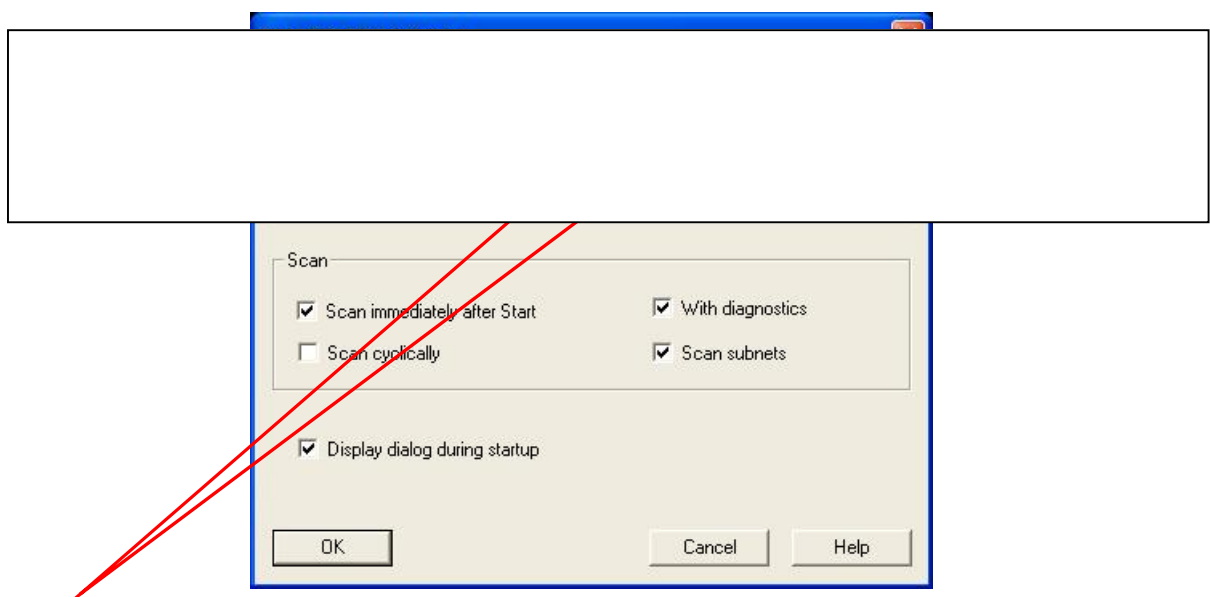 Scan
Scan immediately after Start
With diagnostics
Scan cyclically
Scan subnets
Display dialog during startup
OK
Cancel
Help